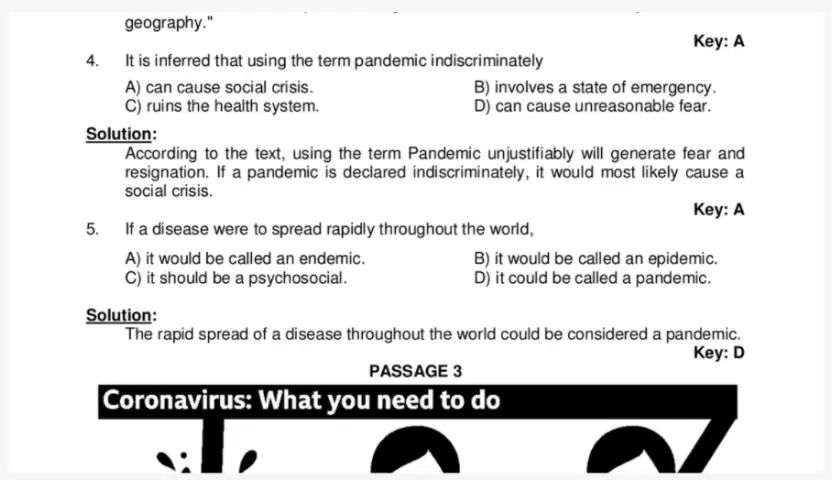 geography."
Key: A
4. It is inferred that using the term pandemic indiscriminately
A) can cause social crisis. B) involves a state of emergency.
C) ruins the health system. D) can cause unreasonable fear.
Solution:
According to the text, using the term Pandemic unjustifiably will generate fear and
resignation. If a pandemic is declared indiscriminately, it would most likely cause a
social crisis.
Key: A
5. If a disease were to spread rapidly throughout the world,
A) it would be called an endemic. B) it would be called an epidemic.
C) it should be a psychosocial. D) it could be called a pandemic.
Solution:
The rapid spread of a disease throughout the world could be considered a pandemic.
Key: D
PASSAGE 3
Coronavirus: What you need to do